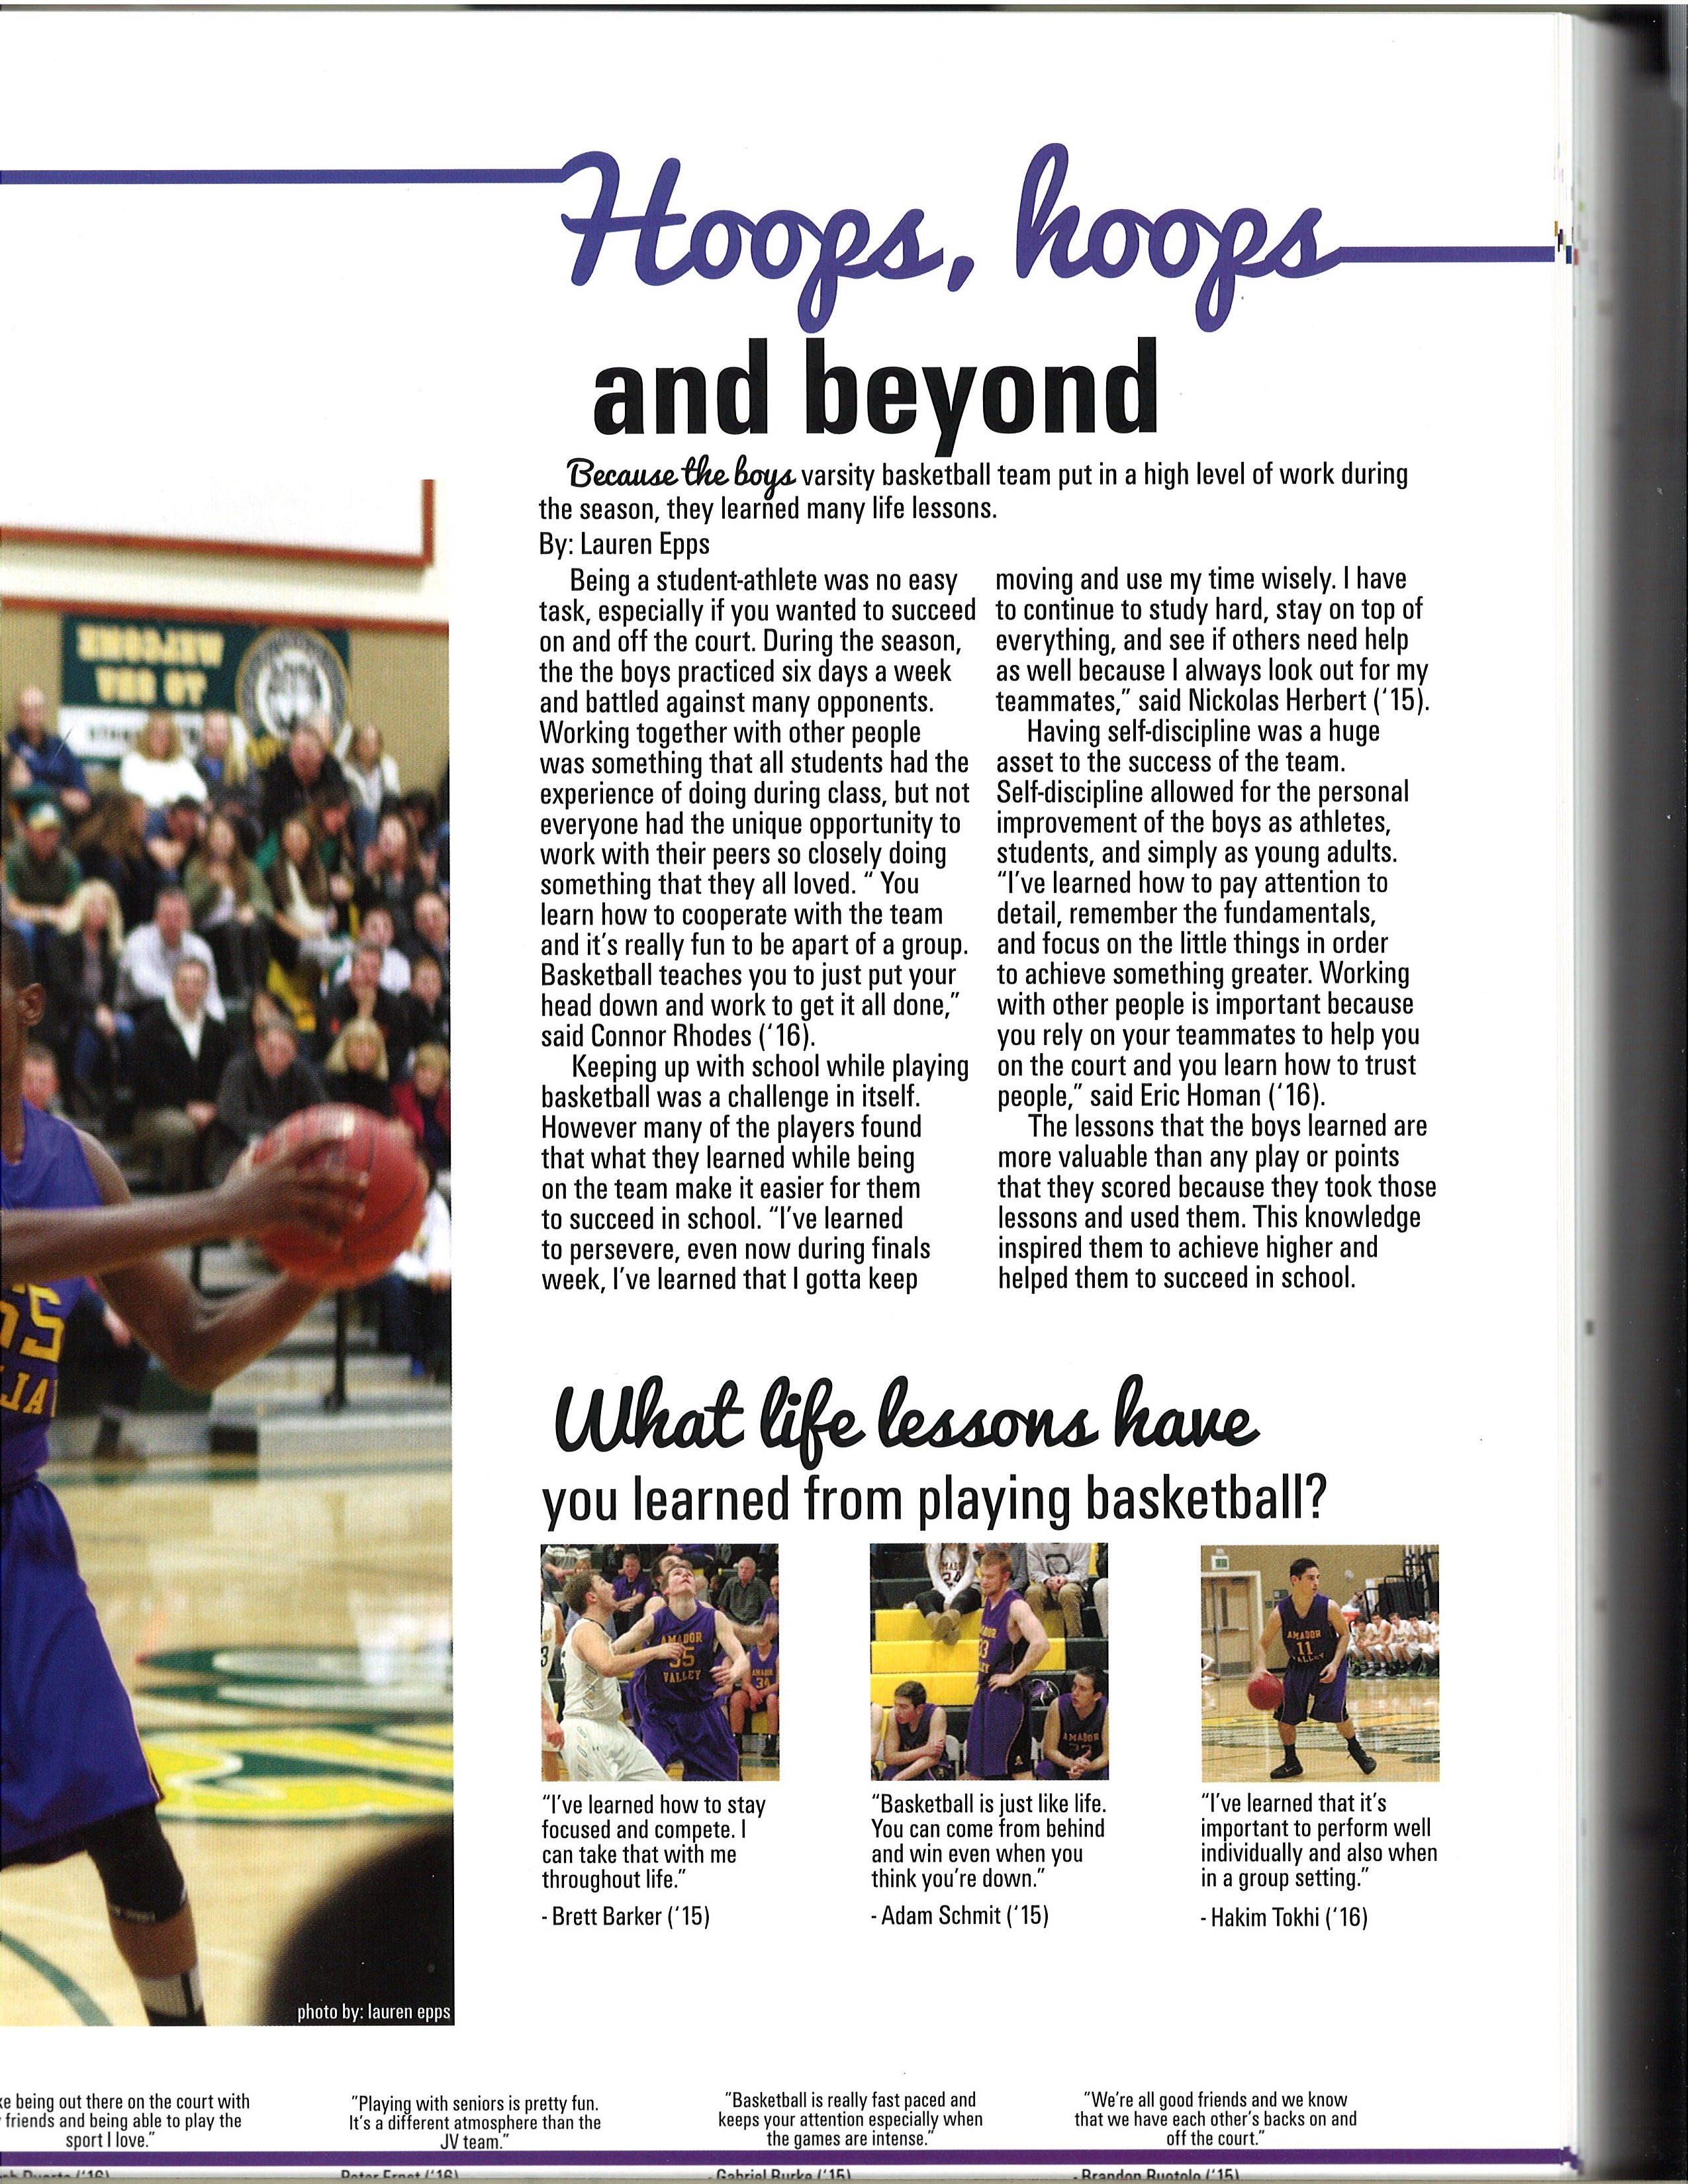 Hoops, hoops
and beyond
Because the boys varsity basketball team put in a high level of work during
the season, they learned many life lessons.
By: Lauren Epps
Being a student-athlete was no easy
task, especially if you wanted to succeed
on and off the court. During the season,
the the boys practiced six days a week
and battled against many opponents.
Working together with other people
was something that all students had the
experience of doing during class, but not
everyone had the unique opportunity to
work with their peers so closely doing
something that they all loved. “ You
learn how to cooperate with the team
and it’s really fun to be apart of a group.
Basketball teaches you to just put your
head down and work to get it all done,”
said Connor Rhodes (‘16).
Keeping up with school while playing
basketball was a challenge in itself.
However many of the players found
that what they learned while being
on the team make it easier for them
to succeed in school. “I’ve learned
to persevere, even now during finals
week, I’ve learned that I gotta keep
moving and use my time wisely. I have
to continue to study hard, stay on top of
everything, and see if others need help
as well because I always look out for my
teammates,” said Nickolas Herbert (‘15).
Having self-discipline was a huge
asset to the success of the team.
Self-discipline allowed for the personal
improvement of the boys as athletes,
students, and simply as young adults.
“I’ve learned how to pay attention to
detail, remember the fundamentals,
and focus on the little things in order
to achieve something greater. Working
with other people is important because
you rely on your teammates to help you
on the court and you learn how to trust
people,” said Eric Homan (‘16).
The lessons that the boys learned are
more valuable than any play or points
that they scored because they took those
lessons and used them. This knowledge
inspired them to achieve higher and
helped them to succeed in school.
WELCOME
TO OUR
What life lessons have
you learned from playing basketball?
AMADOR
35
VALLEY
AMADOR
34
24
AMADOR
AMADOR
11
VALLEY
“I’ve learned how to stay
focused and compete. I
can take that with me
throughout life.”
- Brett Barker (‘15)
“Basketball is just like life.
You can come from behind
and win even when you
think you’re down.”
- Adam Schmit (‘15)
“I’ve learned that it’s
important to perform well
individually and also when
in a group setting.”
- Hakim Tokhi (‘16)
photo by: lauren epps
being out there on the court with
friends and being able to play the
sport I love.”
“Playing with seniors is pretty fun.
It’s a different atmosphere than the
JV team.”
Peter Ernst (‘16)
“Basketball is really fast paced and
keeps your attention especially when
the games are intense.”
- Gabriel Burke (‘15)
“We’re all good friends and we know
that we have each other’s backs on and
off the court.”
- Brandon Ruotolo (‘15)